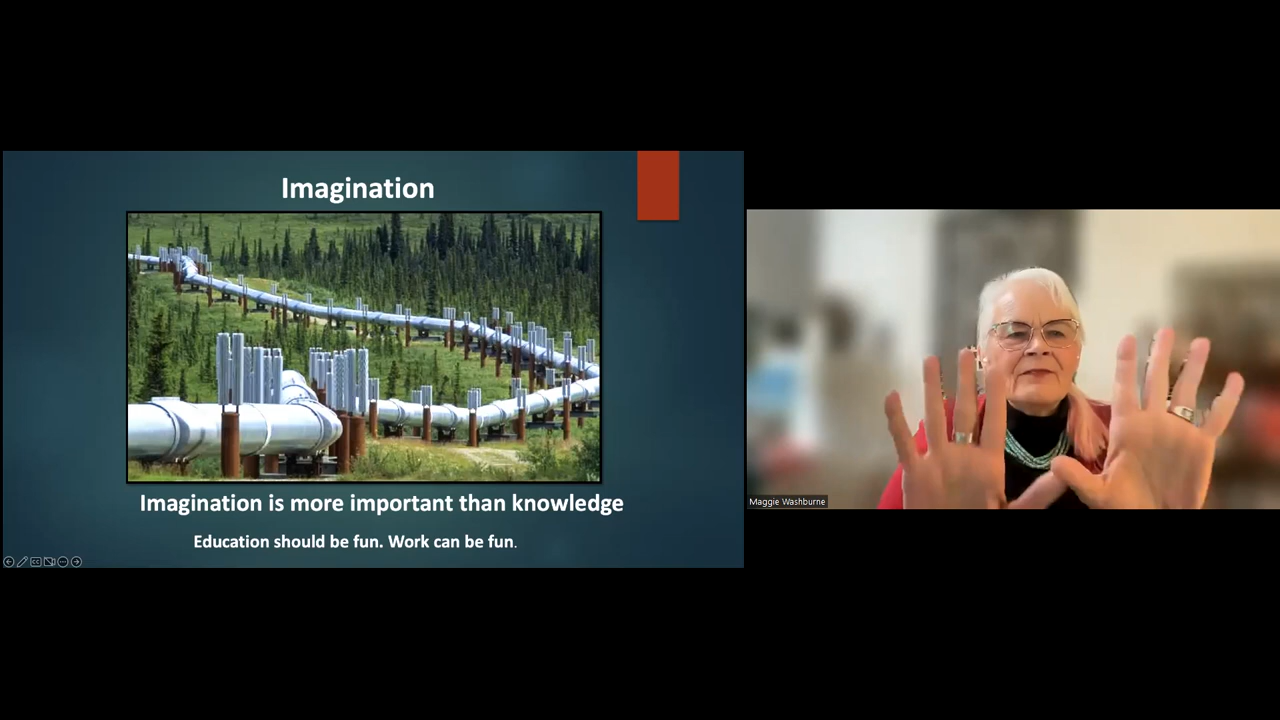 Imagination
Imagination is more important than knowledge
Education should be fun. Work can be fun.
Maggie Washburne